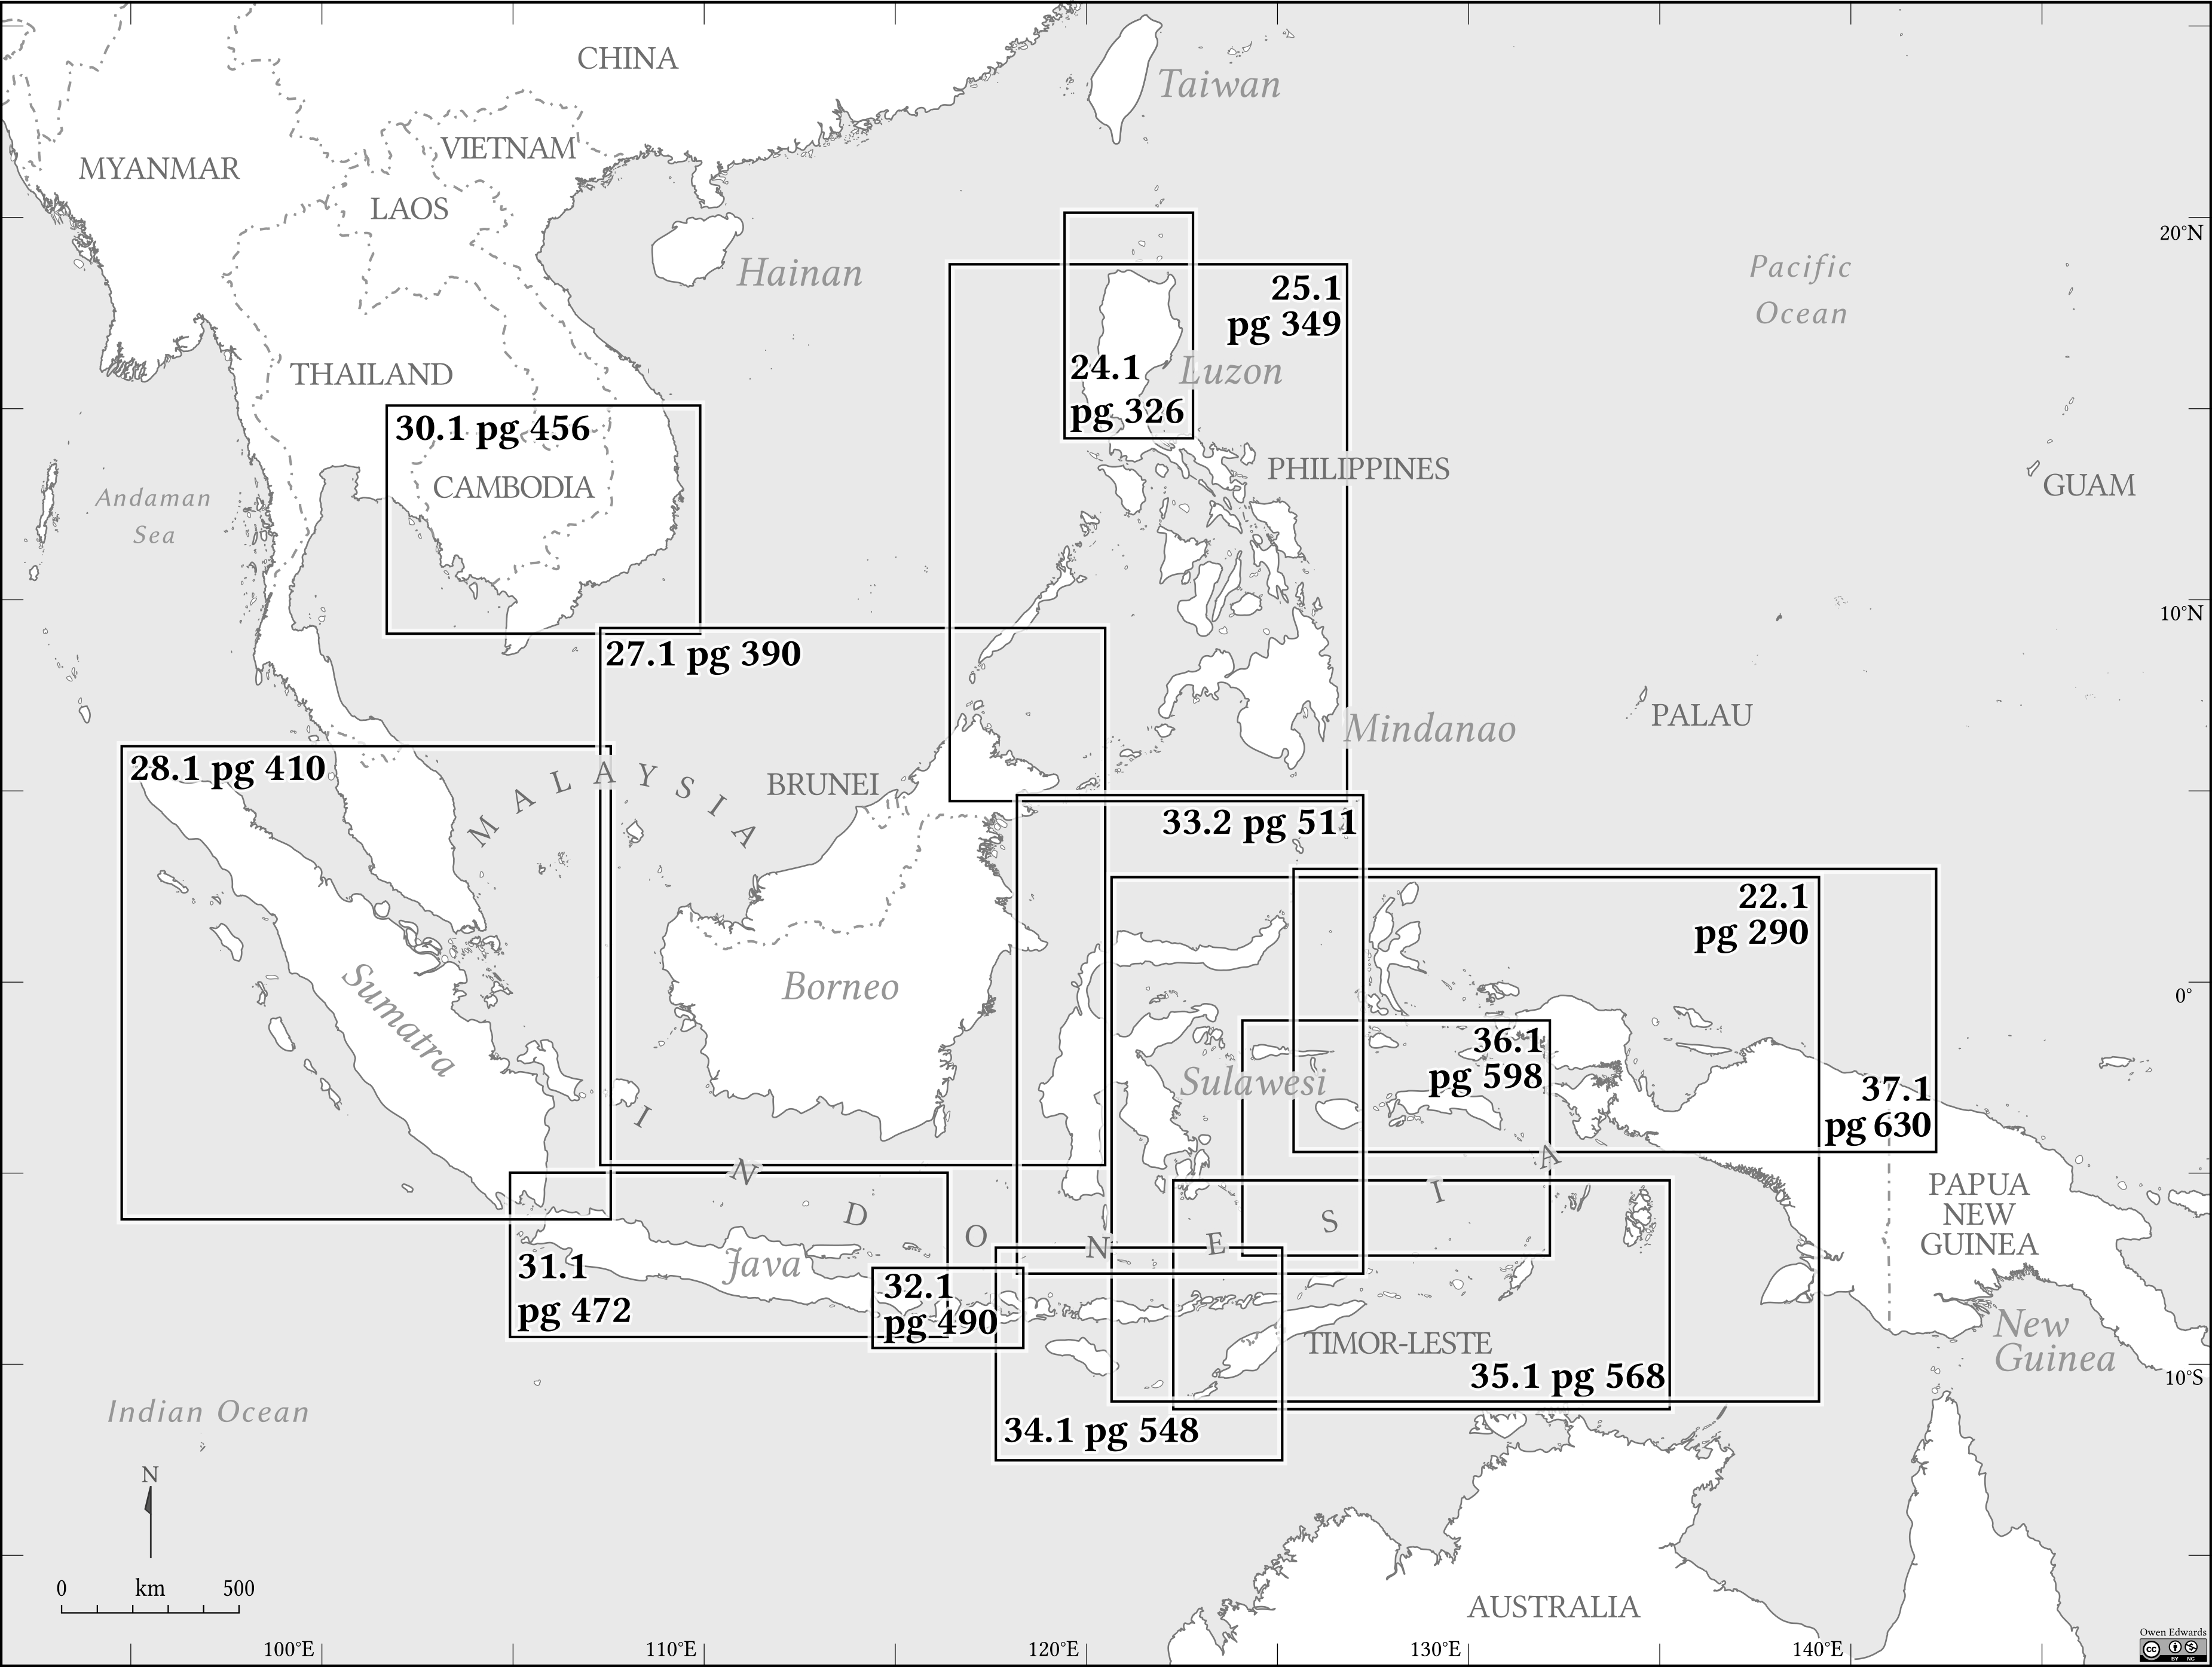 CHINA
Taiwan
VIETNAM
MYANMAR
LAOS
20°N
Hainan
Pacific
Ocean
25.1
pg 349
THAILAND
24.1
pg 326
Luzon
30.1 pg 456
CAMBODIA
PHILIPPINES
GUAM
Andaman
Sea
10°N
27.1 pg 390
PALAU
Mindanao
28.1 pg 410
MALAYSIA
BRUNEI
33.2 pg 511
22.1
pg 290
Sumatra
Borneo
0°
36.1
pg 598
Sulawesi
37.1
pg 630
INDONESIA
PAPUA
NEW
GUINEA
31.1
pg 472
Java
32.1
pg 490
TIMOR-LESTE
New
Guinea
35.1 pg 568
10°S
Indian Ocean
34.1 pg 548
N
0 km 500
AUSTRALIA
100°E 110°E 120°E 130°E 140°E
Owen Edwards
cc
BY NC